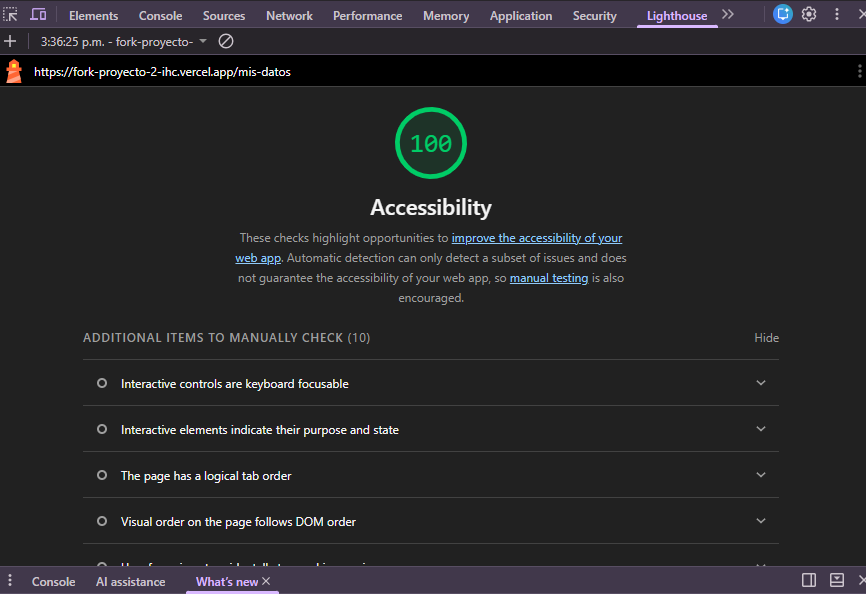 Elements Console Sources Network Performance Memory Application Security Lighthouse
3:36:25 p.m. - fork-proyecto-
https://fork-proyecto-2-ihc.vercel.app/mis-datos
100
Accessibility
These checks highlight opportunities to improve the accessibility of your
web app. Automatic detection can only detect a subset of issues and does
not guarantee the accessibility of your web app, so manual testing is also
encouraged.
ADDITIONAL ITEMS TO MANUALLY CHECK (10) Hide
Interactive controls are keyboard focusable
Interactive elements indicate their purpose and state
The page has a logical tab order
Visual order on the page follows DOM order
Console AI assistance What's new